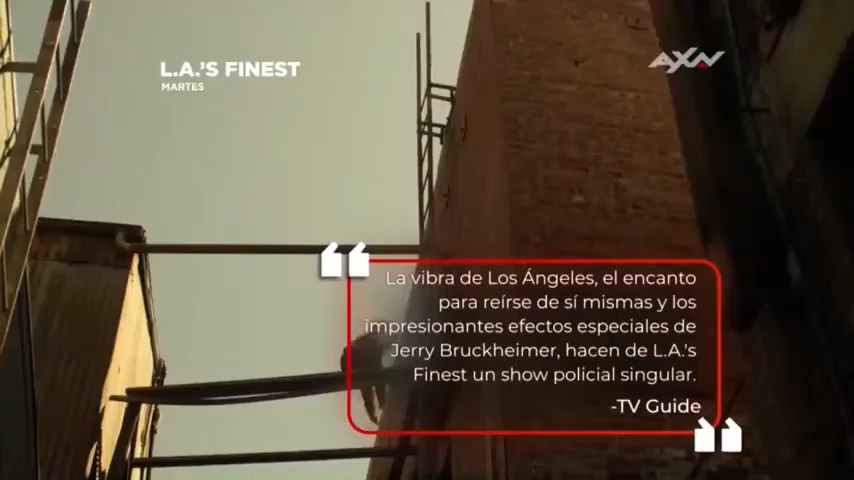 L.A.'S FINEST
MARTES
AXN
La vibra de Los Ángeles, el encanto
para reírse de sí mismas y los
impresionantes efectos especiales de
Jerry Bruckheimer, hacen de L.A.'s
Finest un show policial singular.
-TV Guide